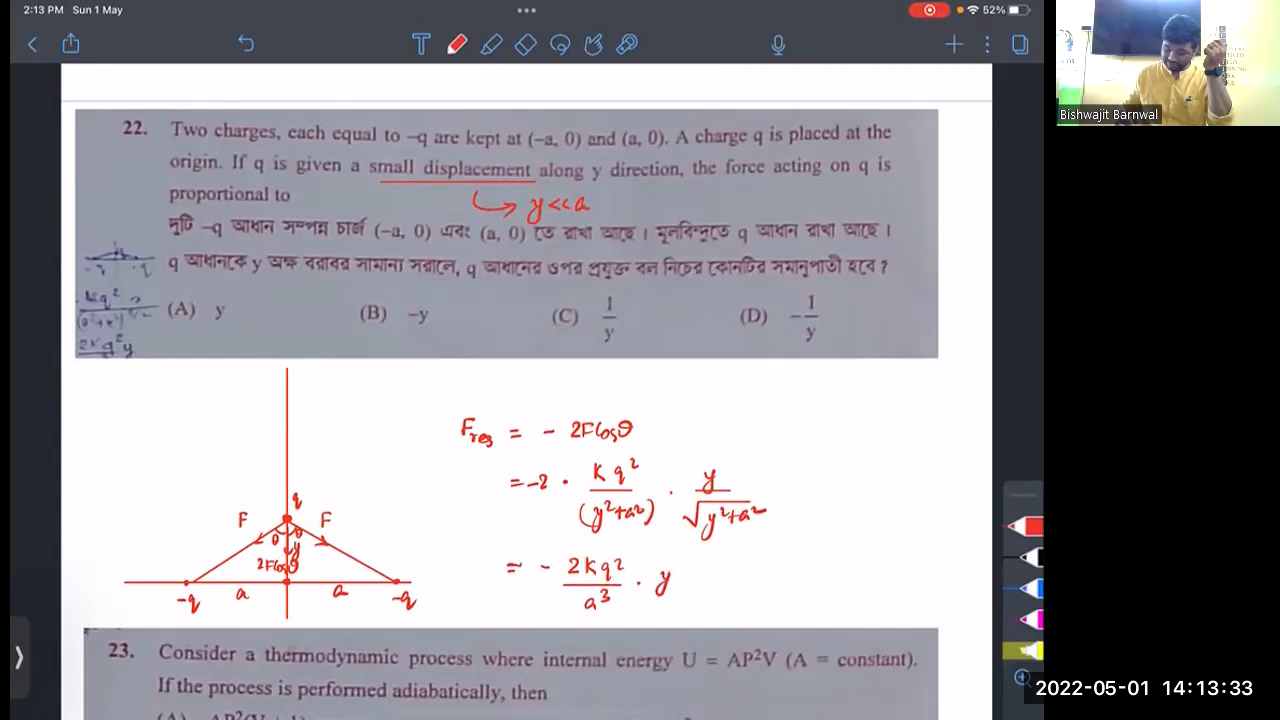 2:13 PM Sun 1 May
52%
Bishwajit Barnwal
22. Two charges, each equal to –q are kept at (–a, 0) and (a, 0). A charge q is placed at the
origin. If q is given a small displacement along y direction, the force acting on q is
proportional to
y<<a
দুটি –q আধান সম্পন্ন চার্জ (–a, 0) এবং (a, 0) তে রাখা আছে। মূলবিন্দুতে q আধান রাখা আছে।
q আধানকে y অক্ষ বরাবর সামান্য সরালে, q আধানের ওপর প্রযুক্ত বল নিচের কোনটির সমানুপাতী হবে?
(A) y (B) –y (C) 1/y (D) –1/y
2Kq²y
F_res = - 2Fcosθ
= -2 · Kq²/(y²+a²) · y/√(y²+a²)
≈ - 2Kq²/a³ · y
q
F F
θ θ
y
2Fcosθ
-q a a -q
23. Consider a thermodynamic process where internal energy U = AP²V (A = constant).
If the process is performed adiabatically, then
2022-05-01 14:13:33